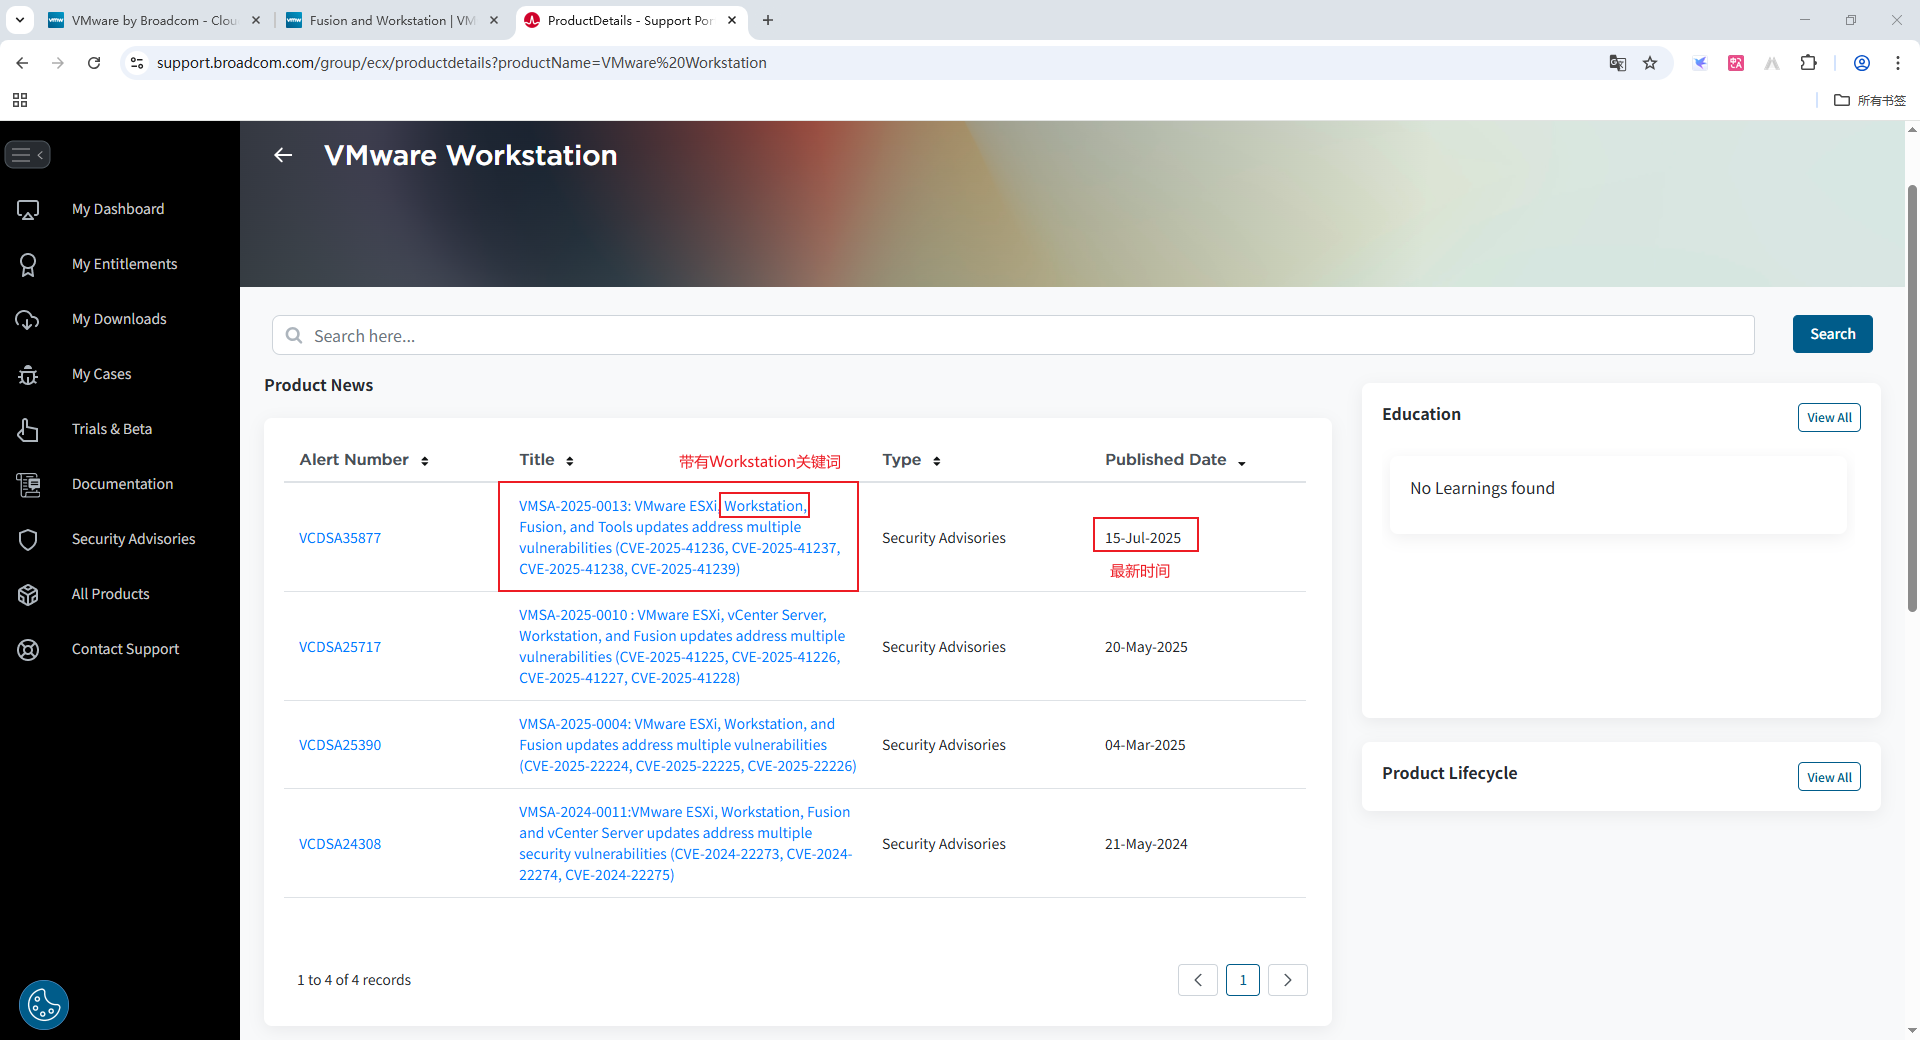 VMware by Broadcom - Clou
Fusion and Workstation | VM
ProductDetails - Support Por
support.broadcom.com/group/ecx/productdetails?productName=VMware%20Workstation
所有书签
VMware Workstation
My Dashboard
My Entitlements
My Downloads
My Cases
Trials & Beta
Documentation
Security Advisories
All Products
Contact Support
Search here...
Search
Product News
Alert Number
Title
带有Workstation关键词
Type
Published Date
VCDSA35877
VMSA-2025-0013: VMware ESXi, Workstation,
Fusion, and Tools updates address multiple
vulnerabilities (CVE-2025-41236, CVE-2025-41237,
CVE-2025-41238, CVE-2025-41239)
Security Advisories
15-Jul-2025
最新时间
VCDSA25717
VMSA-2025-0010 : VMware ESXi, vCenter Server,
Workstation, and Fusion updates address multiple
vulnerabilities (CVE-2025-41225, CVE-2025-41226,
CVE-2025-41227, CVE-2025-41228)
Security Advisories
20-May-2025
VCDSA25390
VMSA-2025-0004: VMware ESXi, Workstation, and
Fusion updates address multiple vulnerabilities
(CVE-2025-22224, CVE-2025-22225, CVE-2025-22226)
Security Advisories
04-Mar-2025
VCDSA24308
VMSA-2024-0011:VMware ESXi, Workstation, Fusion
and vCenter Server updates address multiple
security vulnerabilities (CVE-2024-22273, CVE-2024-
22274, CVE-2024-22275)
Security Advisories
21-May-2024
1 to 4 of 4 records
1
Education
View All
No Learnings found
Product Lifecycle
View All